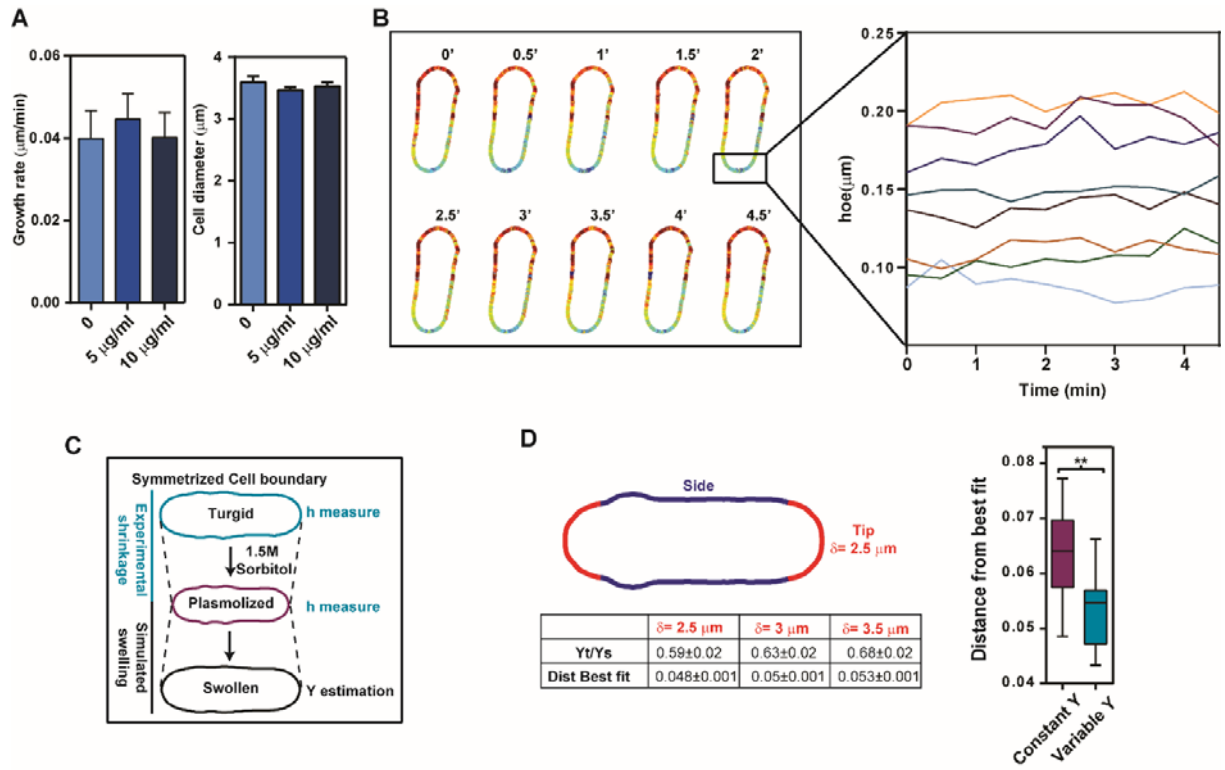 A
Growth rate (μm/min)
0.06
0.04
0.02
0.00
0
5 μg/ml
10 μg/ml
Cell diameter (μm)
4
3
2
1
0
0
5 μg/ml
10 μg/ml
B
0’ 0.5’ 1’ 1.5’ 2’
2.5’ 3’ 3.5’ 4’ 4.5’
hoe(μm)
0.25
0.20
0.15
0.10
0 1 2 3 4
Time (min)
C
Symmetrized Cell boundary
Experimental
shrinkage
Turgid
h measure
1.5M
Sorbitol
Plasmolized
h measure
Simulated
swelling
Swollen
Y estimation
D
Side
Tip
δ= 2.5 μm
δ= 2.5 μm δ= 3 μm δ= 3.5 μm
Yt/Ys 0.59±0.02 0.63±0.02 0.68±0.02
Dist Best fit 0.048±0.001 0.05±0.001 0.053±0.001
Distance from best fit
0.08
0.07
0.06
0.05
0.04
**
Constant Y
Variable Y